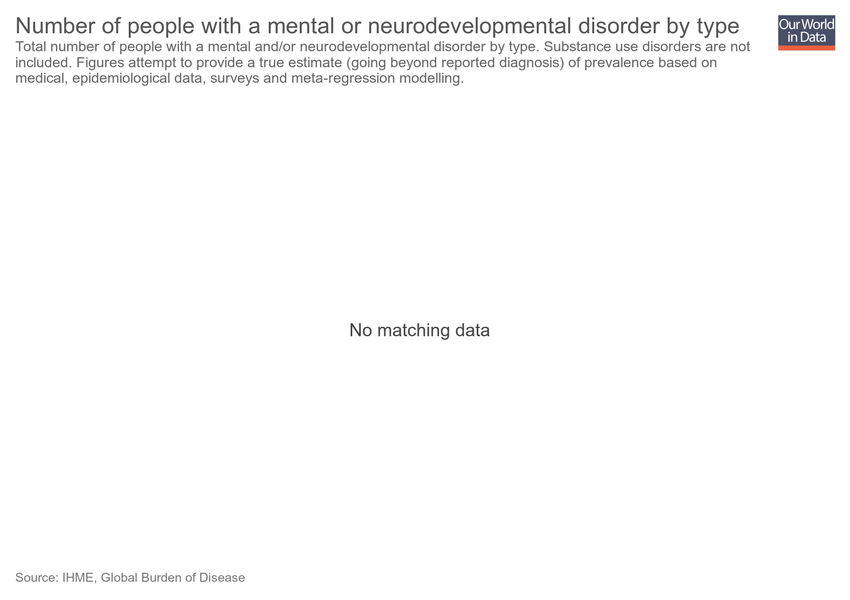 Number of people with a mental or neurodevelopmental disorder by type
Our World
in Data
Total number of people with a mental and/or neurodevelopmental disorder by type. Substance use disorders are not
included. Figures attempt to provide a true estimate (going beyond reported diagnosis) of prevalence based on
medical, epidemiological data, surveys and meta-regression modelling.
No matching data
Source: IHME, Global Burden of Disease